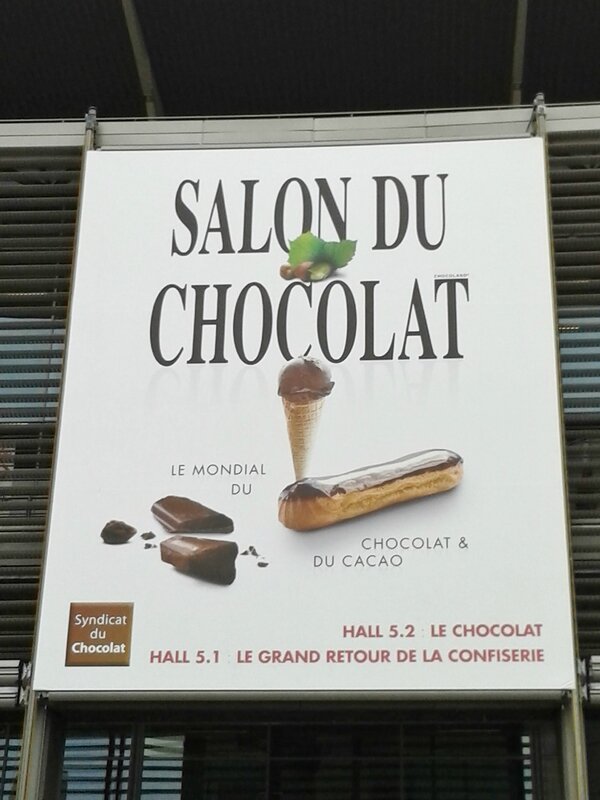 SALON DU
CHOCOLAND®
CHOCOLAT
LE MONDIAL
DU
CHOCOLAT &
DU CACAO
Syndicat
du
Chocolat
HALL 5.2 : LE CHOCOLAT
HALL 5.1 : LE GRAND RETOUR DE LA CONFISERIE